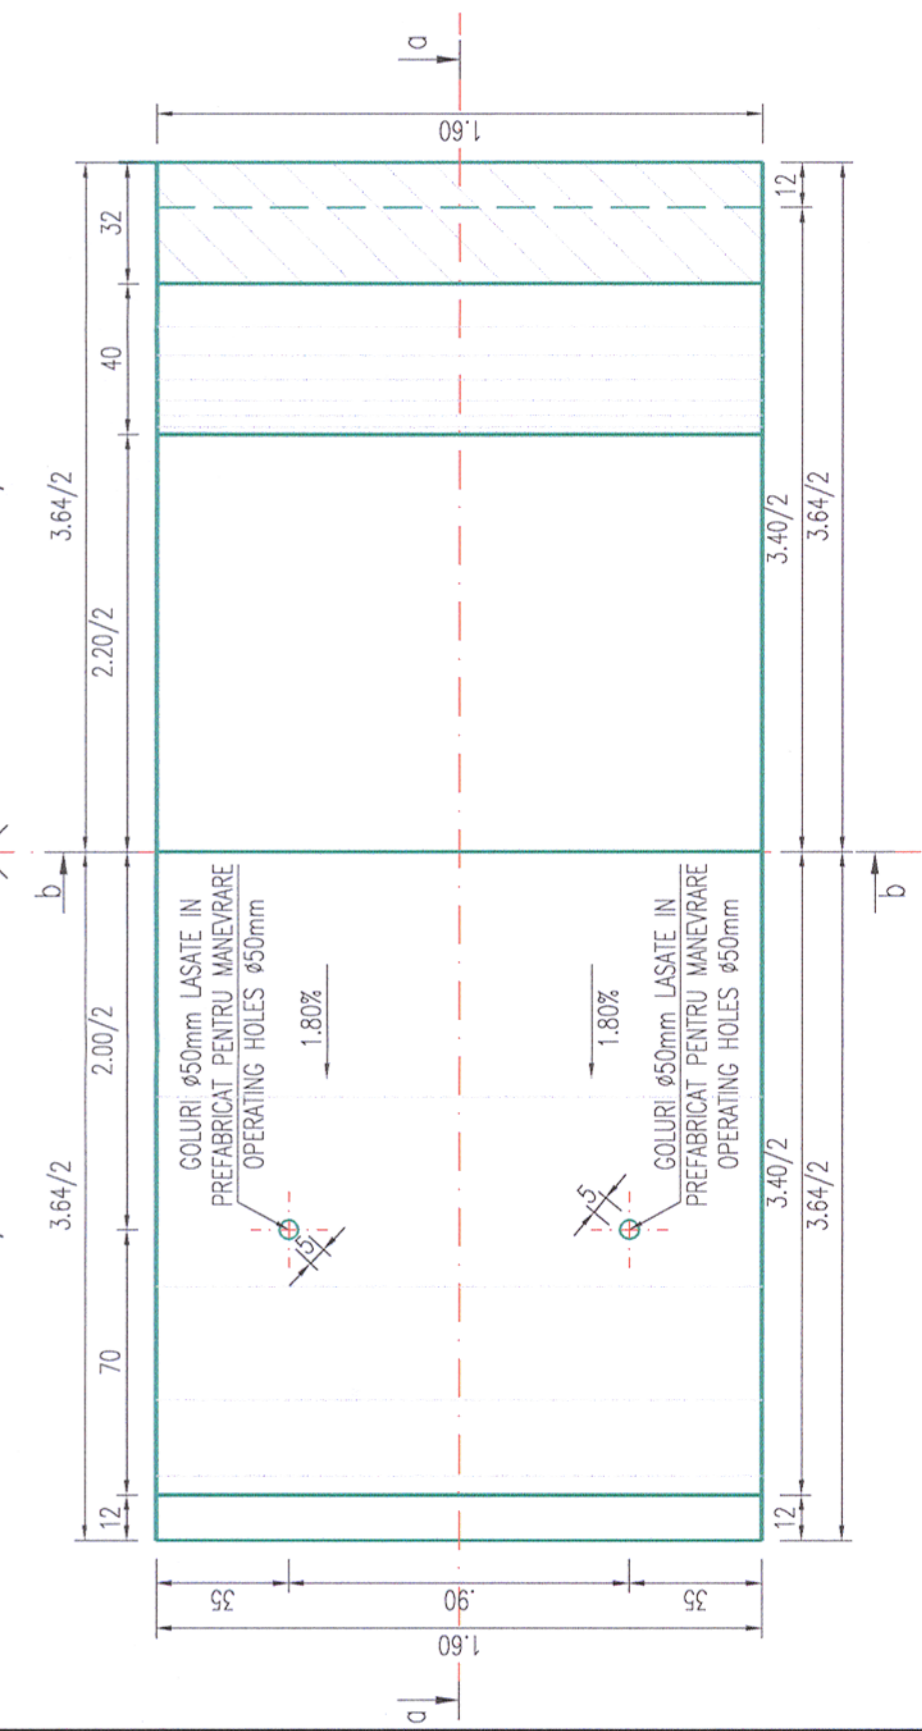 a
1.60
32
12
40
3.64/2
2.20/2
3.40/2
3.64/2
b
b
GOLURI ø50mm LASATE IN
PREFABRICAT PENTRU MANEVRARE
OPERATING HOLES ø50mm
1.80%
1.80%
GOLURI ø50mm LASATE IN
PREFABRICAT PENTRU MANEVRARE
OPERATING HOLES ø50mm
2.00/2
3.64/2
5
5
3.40/2
3.64/2
70
12
12
35
.90
35
1.60
a